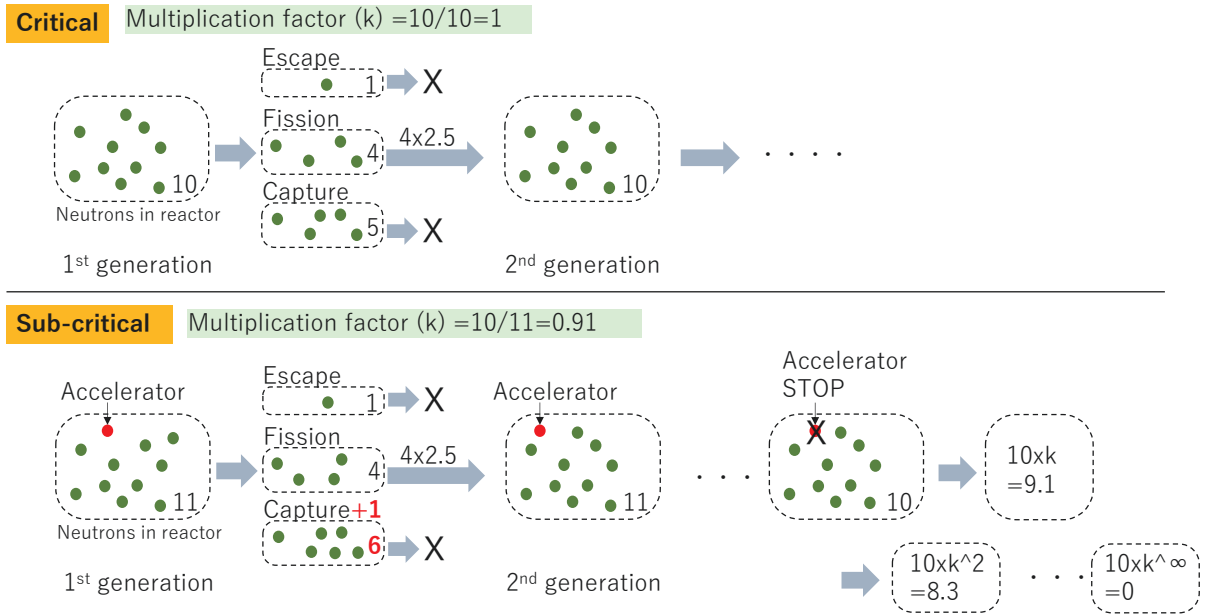 Critical
Multiplication factor (k) =10/10=1
Escape
1
X
Fission
4
4x2.5
10
Neutrons in reactor
10
. . . .
Capture
5
X
1st generation
2nd generation
Sub-critical
Multiplication factor (k) =10/11=0.91
Accelerator
Escape
1
X
Accelerator
Accelerator
STOP
X
Fission
4
4x2.5
11
Neutrons in reactor
11
. . .
10
10xk
=9.1
Capture+1
6
X
1st generation
2nd generation
10xk^2
=8.3
. . .
10xk^∞
=0